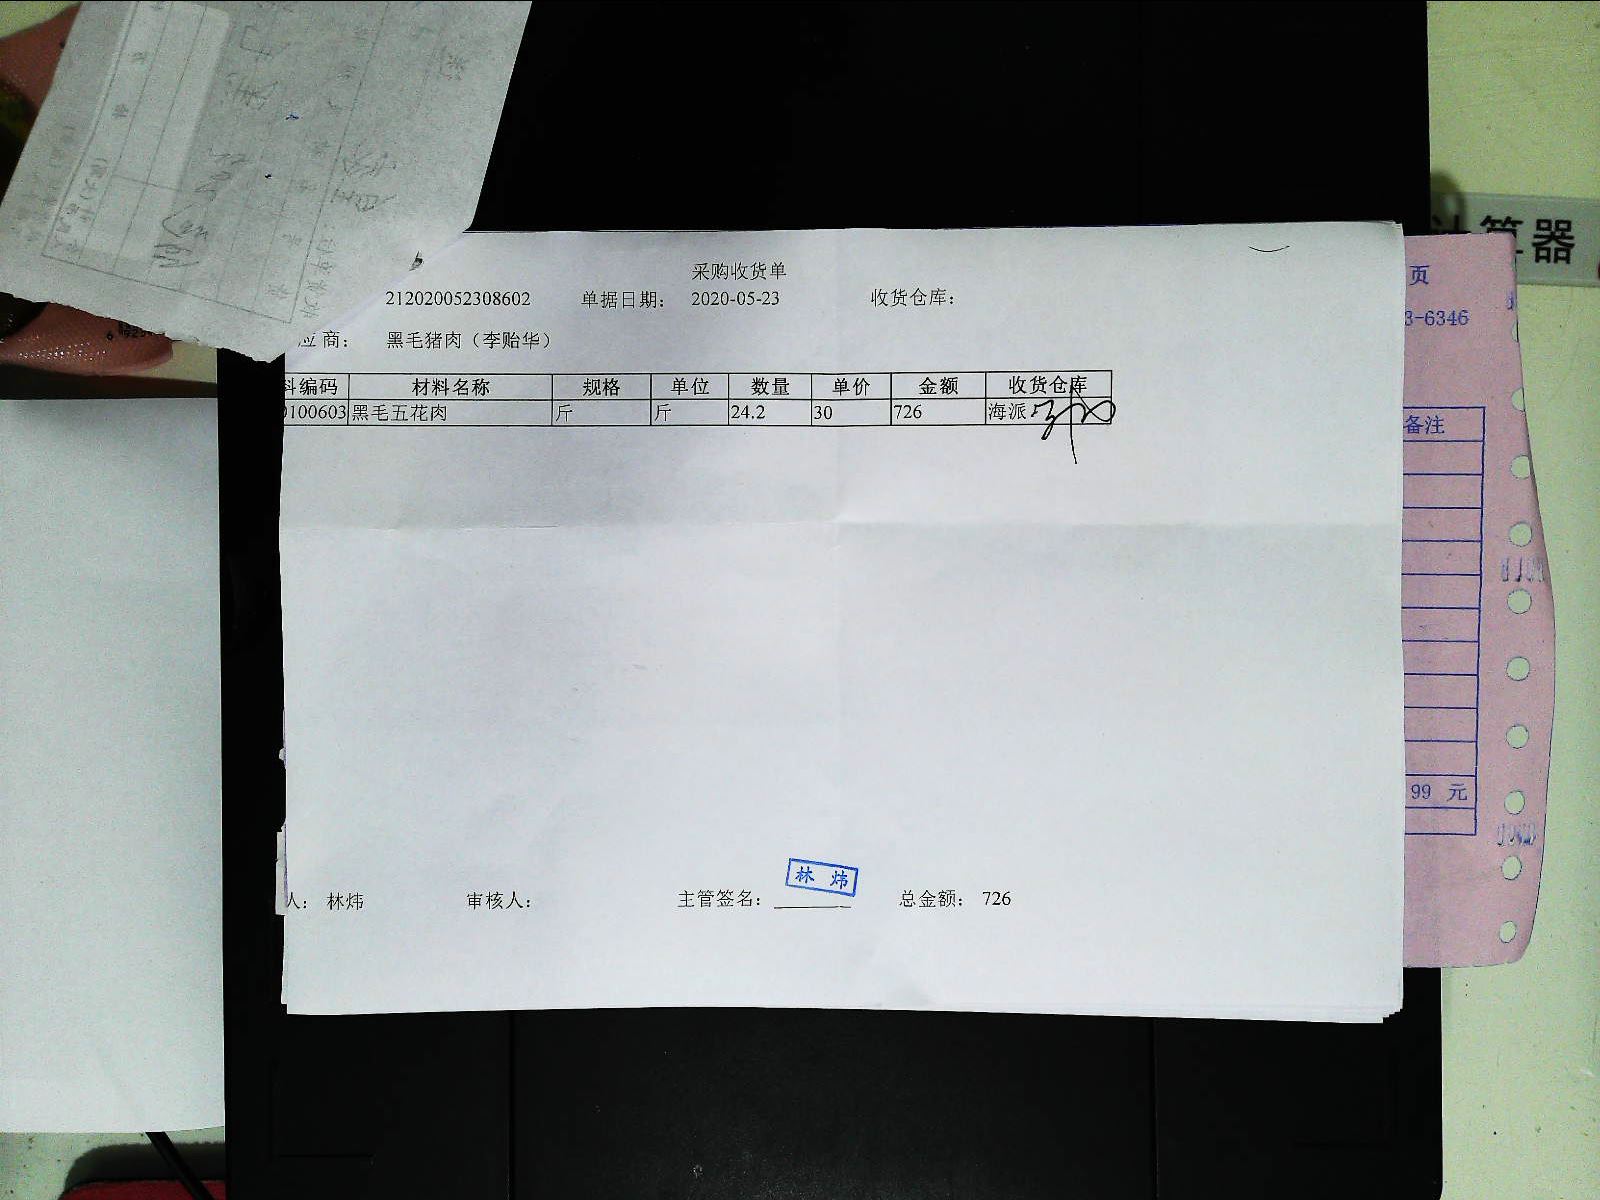 采购收货单
212020052308602 单据日期: 2020-05-23 收货仓库:
应商: 黑毛猪肉（李贻华）
料编码 材料名称 规格 单位 数量 单价 金额 收货仓库
0100603 黑毛五花肉 斤 斤 24.2 30 726 海派
林炜
人: 林炜 审核人: 主管签名: 总金额: 726
计算器
页
3-6346
备注
99 元